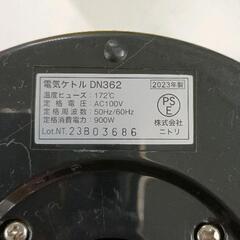 電気ケトル DN362
2023年製
温度ヒューズ：172℃
定格電圧：AC100V
定格周波数：50Hz/60Hz
定格消費電力：900W
Lot.NT.23B03686
PS
E
株式会社
ニトリ